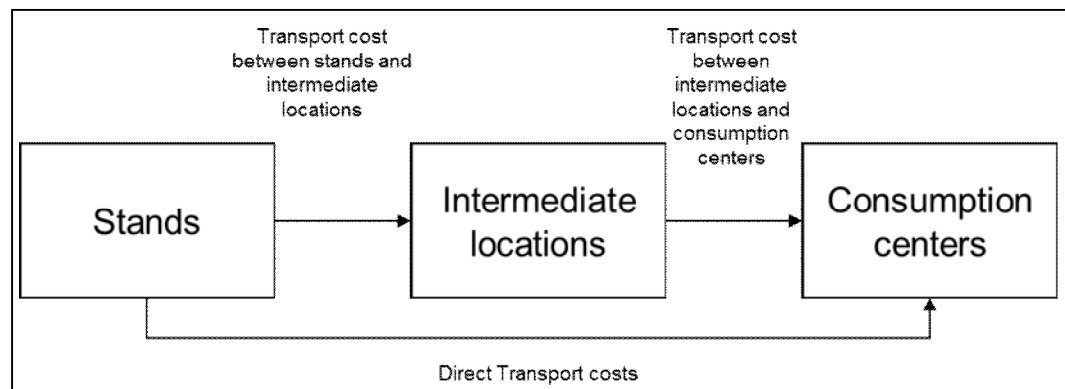 Transport cost
between stands and
intermediate
locations
Transport cost
between
intermediate
locations and
consumption
centers
Stands
Intermediate
locations
Consumption
centers
Direct Transport costs